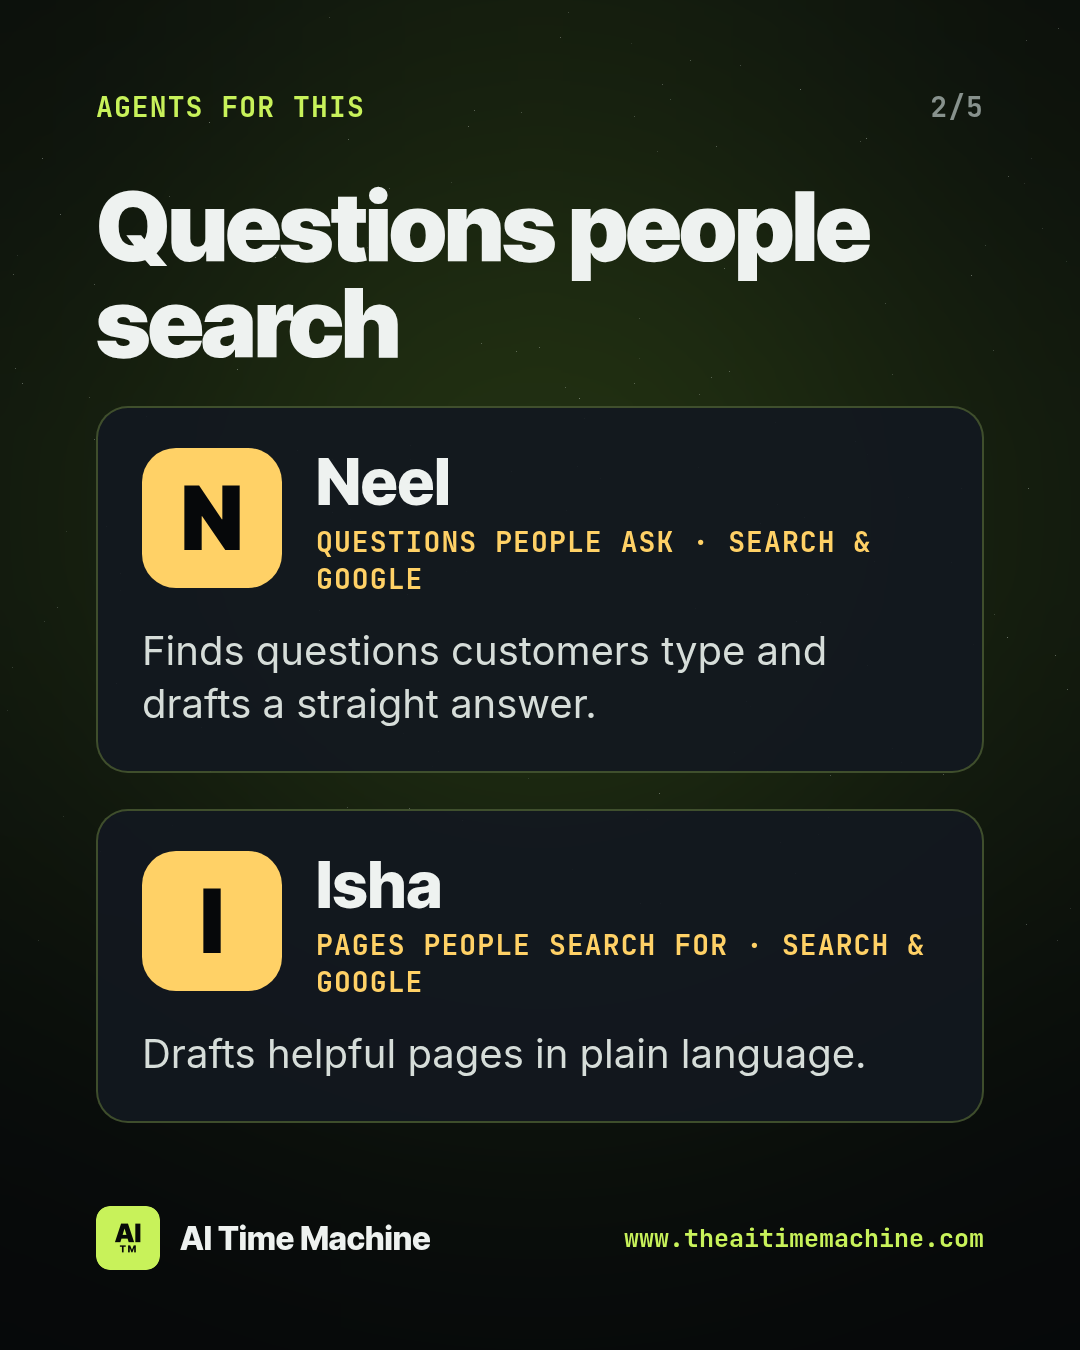 AGENTS FOR THIS
2/5
Questions people
search
N
Neel
QUESTIONS PEOPLE ASK · SEARCH &
GOOGLE
Finds questions customers type and
drafts a straight answer.
I
Isha
PAGES PEOPLE SEARCH FOR · SEARCH &
GOOGLE
Drafts helpful pages in plain language.
AI
TM
AI Time Machine
www.theaitimemachine.com